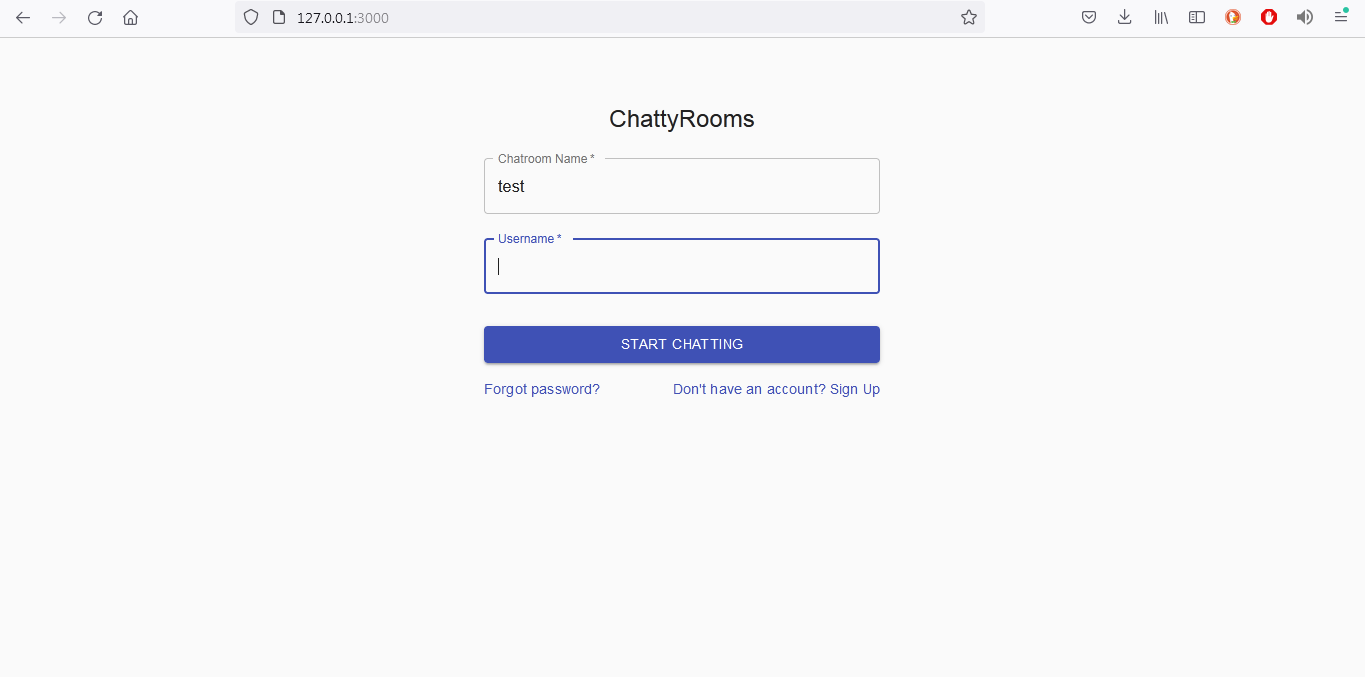 127.0.0.1:3000
ChattyRooms
Chatroom Name *
test
Username *
START CHATTING
Forgot password? Don't have an account? Sign Up